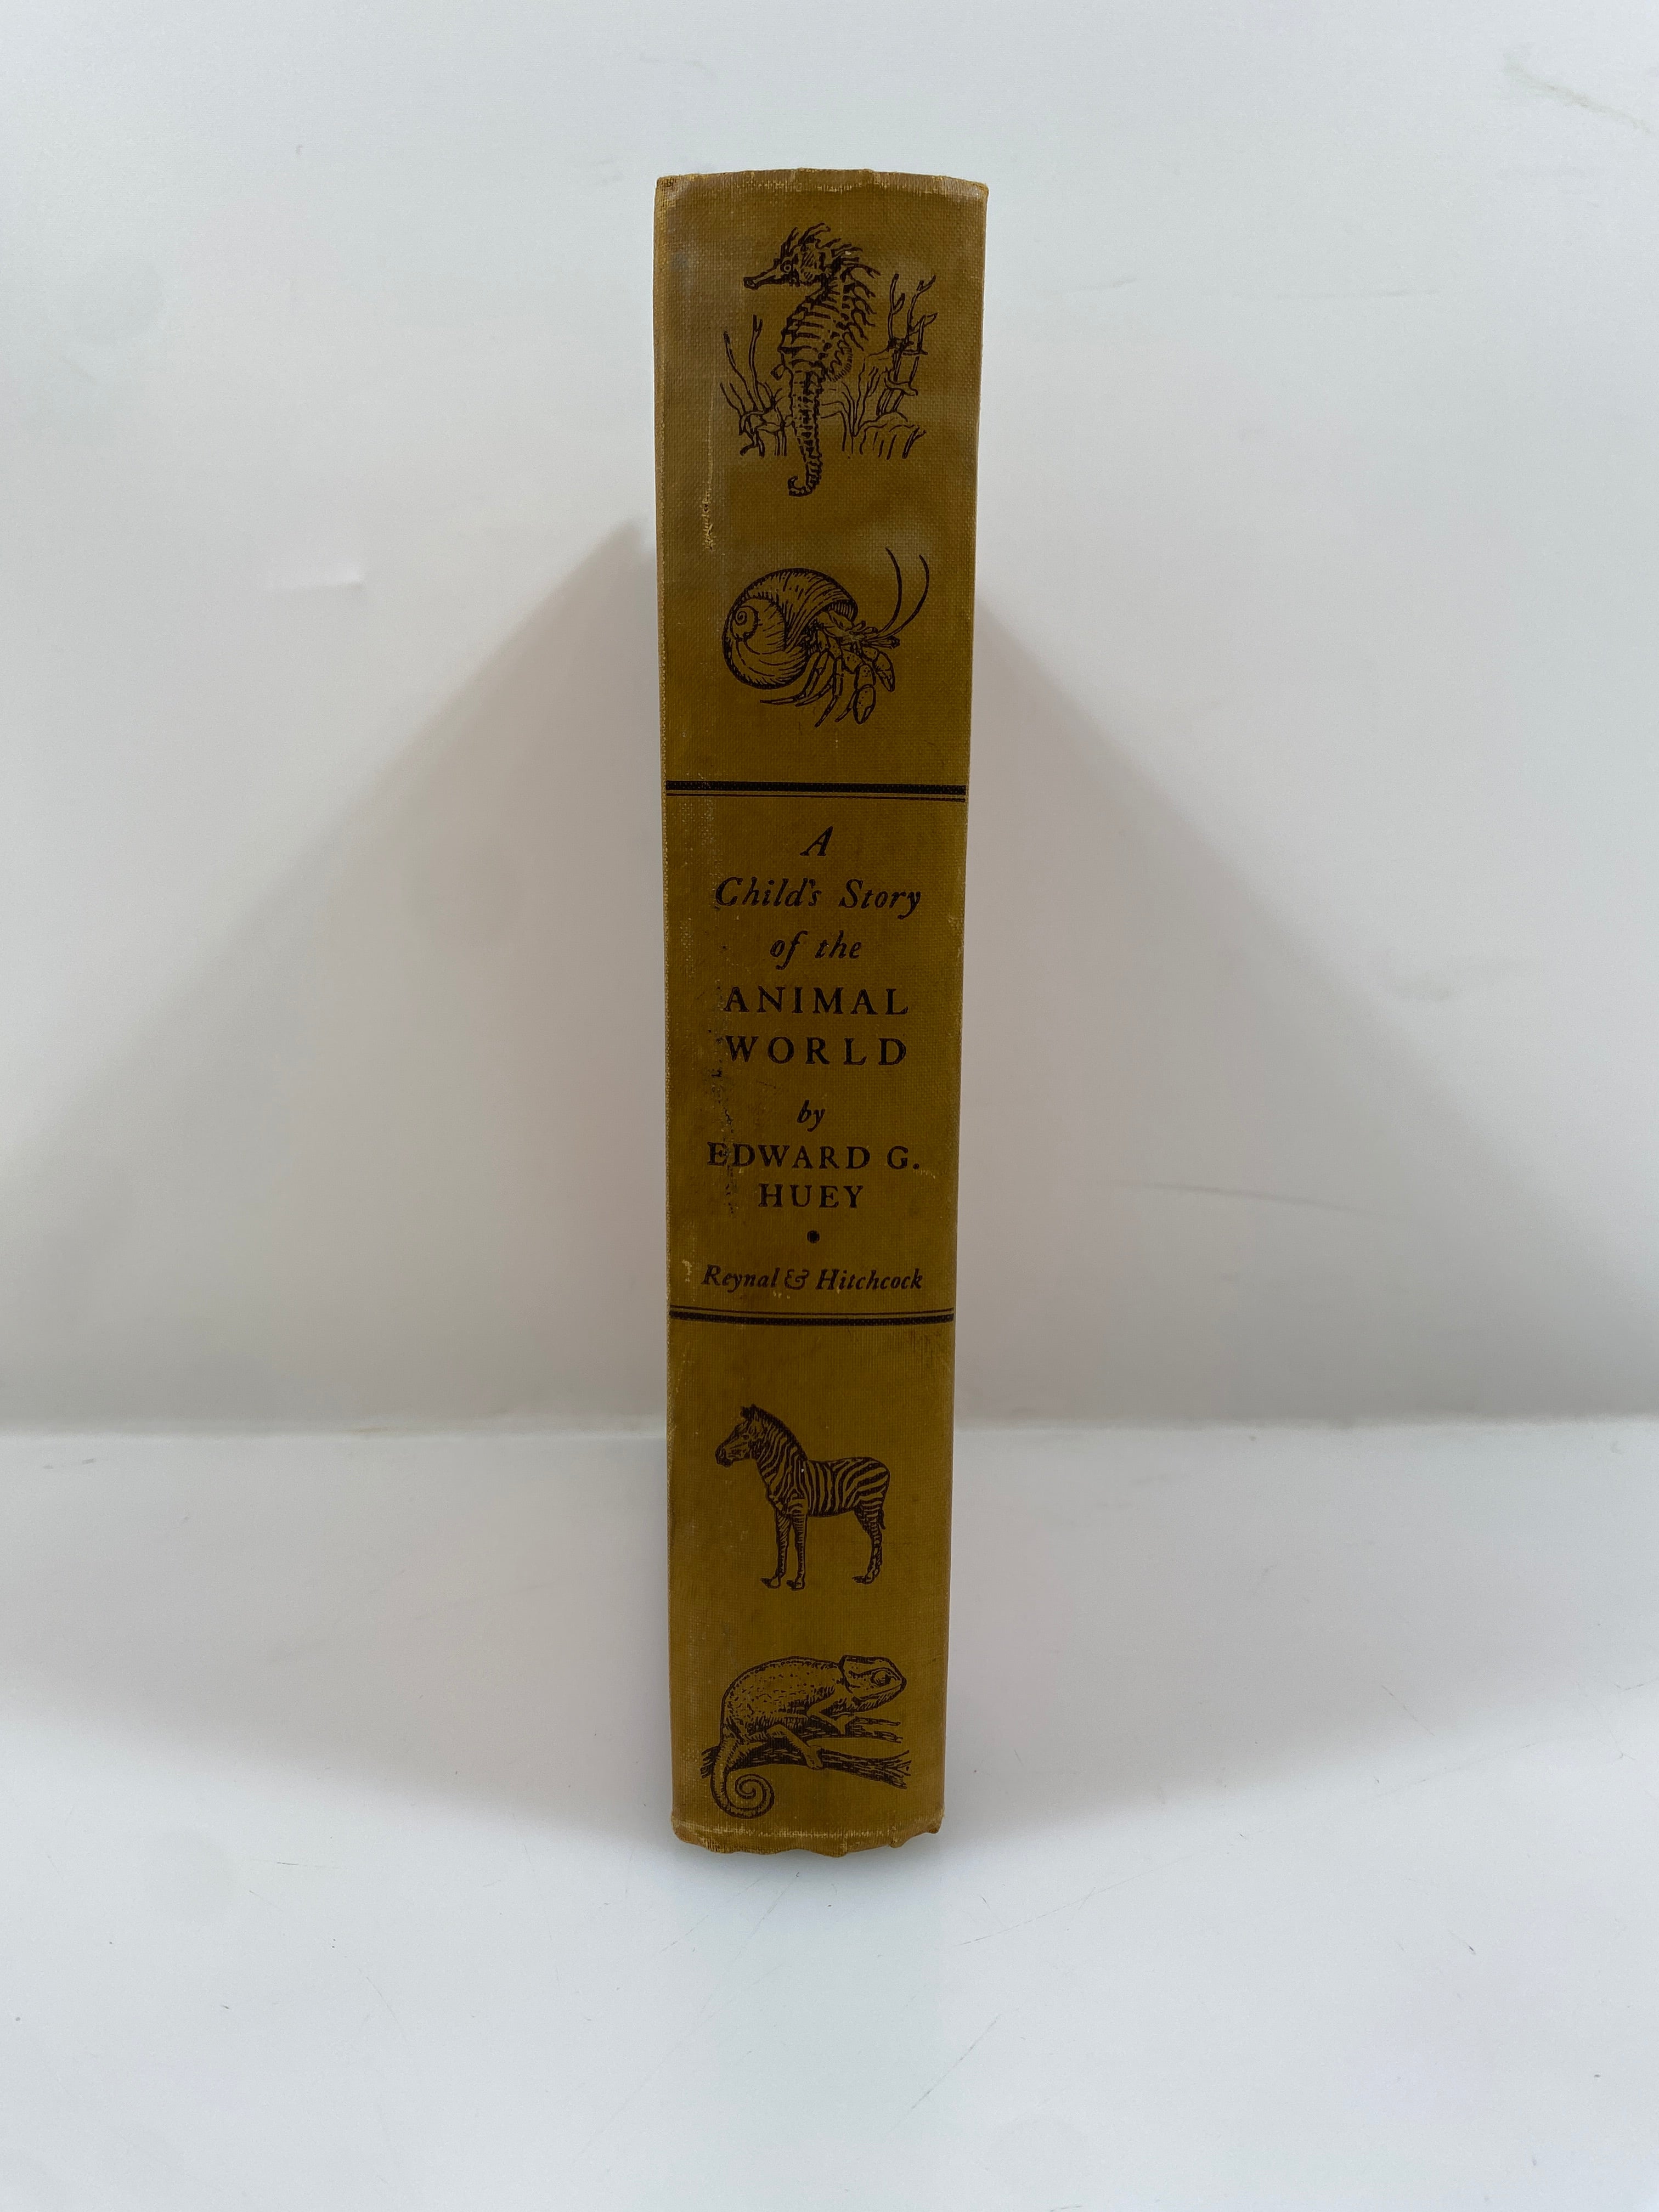 A
Child's Story
of the
ANIMAL
WORLD
by
EDWARD G.
HUEY
Reynal & Hitchcock